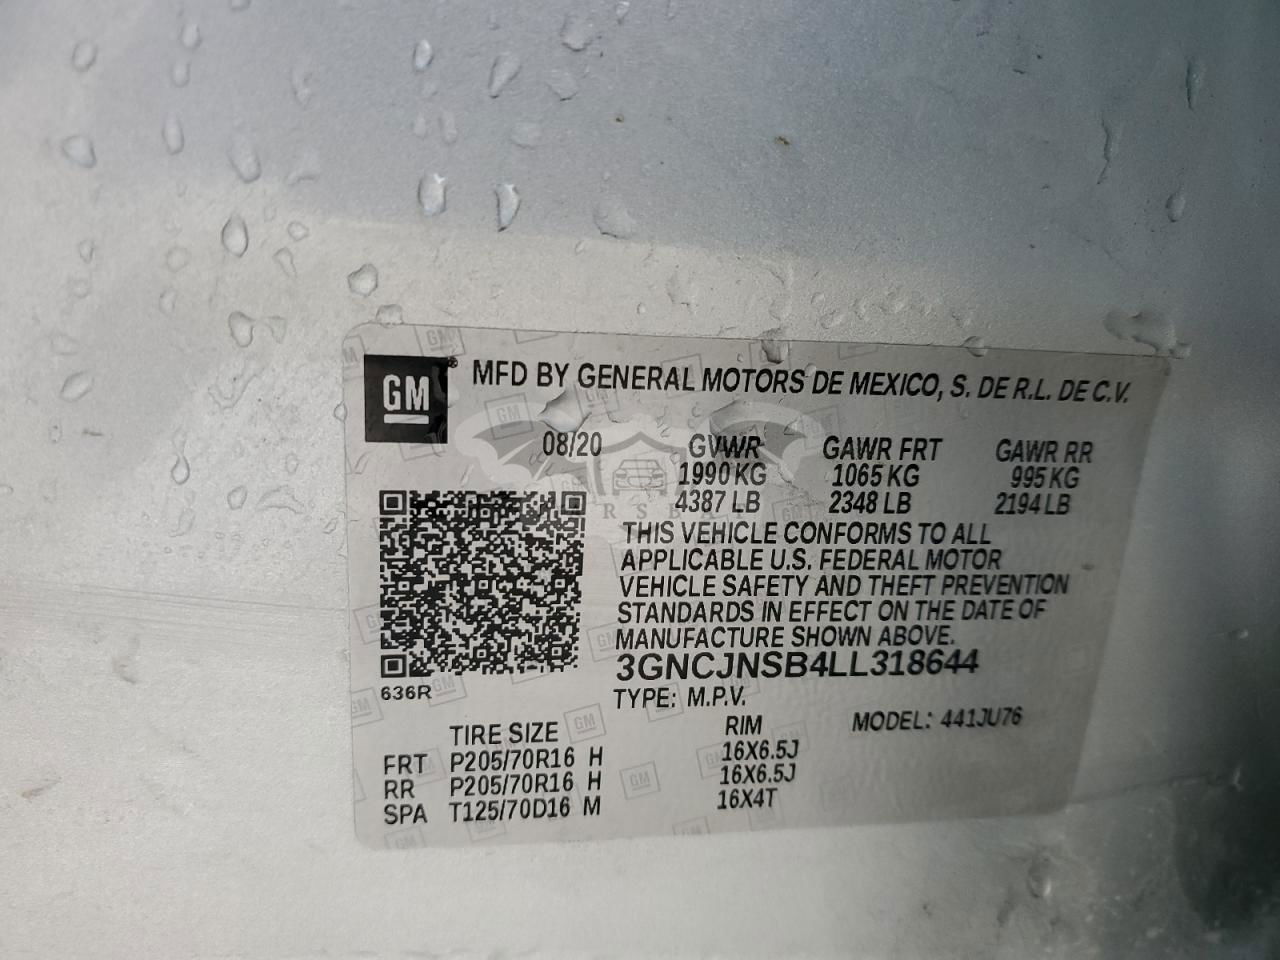 GM
MFD BY GENERAL MOTORS DE MEXICO, S. DE R.L. DE C.V.
08/20 GVWR GAWR FRT GAWR RR
1990 KG 1065 KG 995 KG
4387 LB 2348 LB 2194 LB
THIS VEHICLE CONFORMS TO ALL
APPLICABLE U.S. FEDERAL MOTOR
VEHICLE SAFETY AND THEFT PREVENTION
STANDARDS IN EFFECT ON THE DATE OF
MANUFACTURE SHOWN ABOVE.
3GNCJNSB4LL318644
636R
TYPE: M.P.V.
TIRE SIZE RIM MODEL: 441JU76
FRT P205/70R16 H 16X6.5J
RR P205/70R16 H 16X6.5J
SPA T125/70D16 M 16X4T